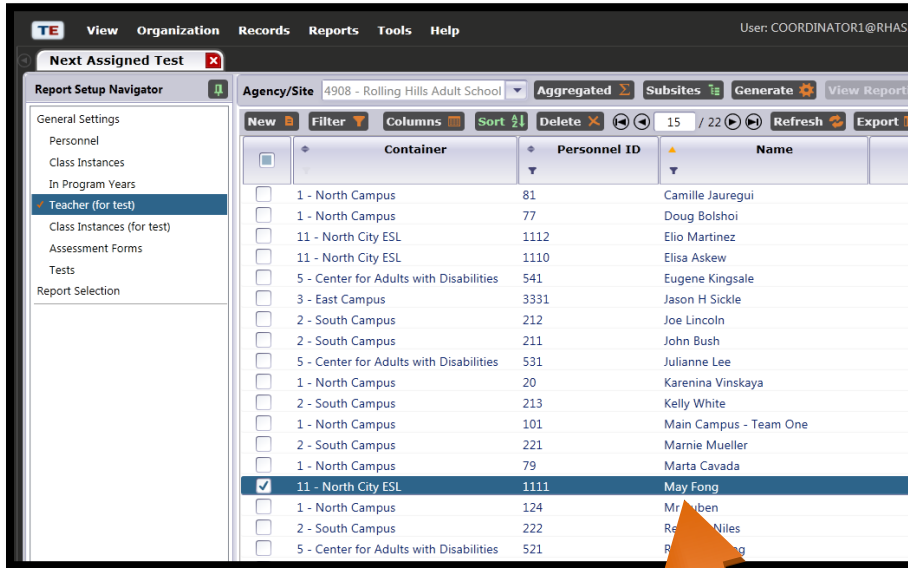 TE View Organization Records Reports Tools Help User: COORDINATOR1@RHAS
Next Assigned Test
Report Setup Navigator
Agency/Site 4908 - Rolling Hills Adult School Aggregated Subsites Generate View Report
General Settings
Personnel
Class Instances
In Program Years
Teacher (for test)
Class Instances (for test)
Assessment Forms
Tests
Report Selection
New Filter Columns Sort Delete 15 / 22 Refresh Export
Container Personnel ID Name
1 - North Campus 81 Camille Jauregui
1 - North Campus 77 Doug Bolshoi
11 - North City ESL 1112 Elio Martinez
11 - North City ESL 1110 Elisa Askew
5 - Center for Adults with Disabilities 541 Eugene Kingsale
3 - East Campus 3331 Jason H Sickle
2 - South Campus 212 Joe Lincoln
2 - South Campus 211 John Bush
5 - Center for Adults with Disabilities 531 Julianne Lee
1 - North Campus 20 Karenina Vinskaya
2 - South Campus 213 Kelly White
1 - North Campus 101 Main Campus - Team One
2 - South Campus 221 Marnie Mueller
1 - North Campus 79 Marta Cavada
11 - North City ESL 1111 May Fong
1 - North Campus 124
2 - South Campus 222 Niles
5 - Center for Adults with Disabilities 521